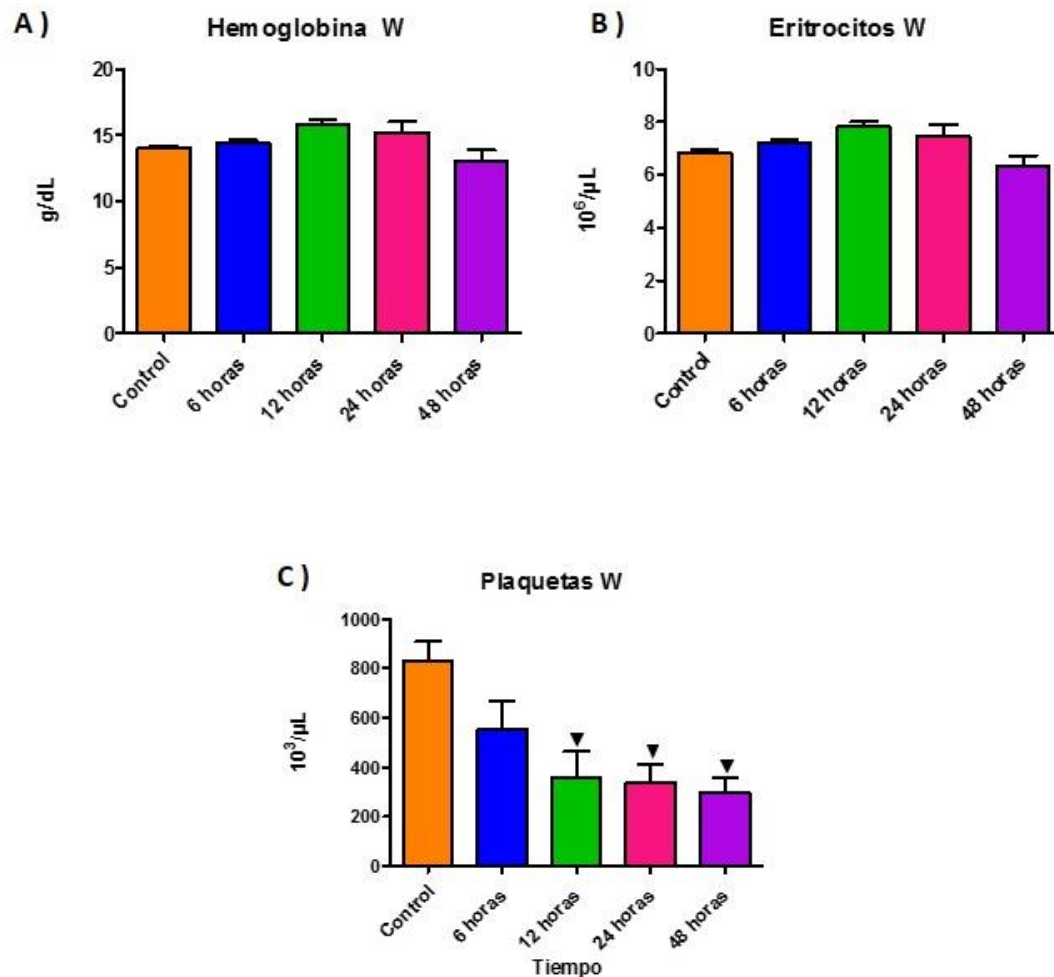 A )
Hemoglobina W
g/dL
20
15
10
5
0
Control
6 horas
12 horas
24 horas
48 horas
B )
Eritrocitos W
10⁶/µL
10
8
6
4
2
0
Control
6 horas
12 horas
24 horas
48 horas
C )
Plaquetas W
10³/µL
1000
800
600
400
200
0
Control
6 horas
12 horas
24 horas
48 horas
Tiempo